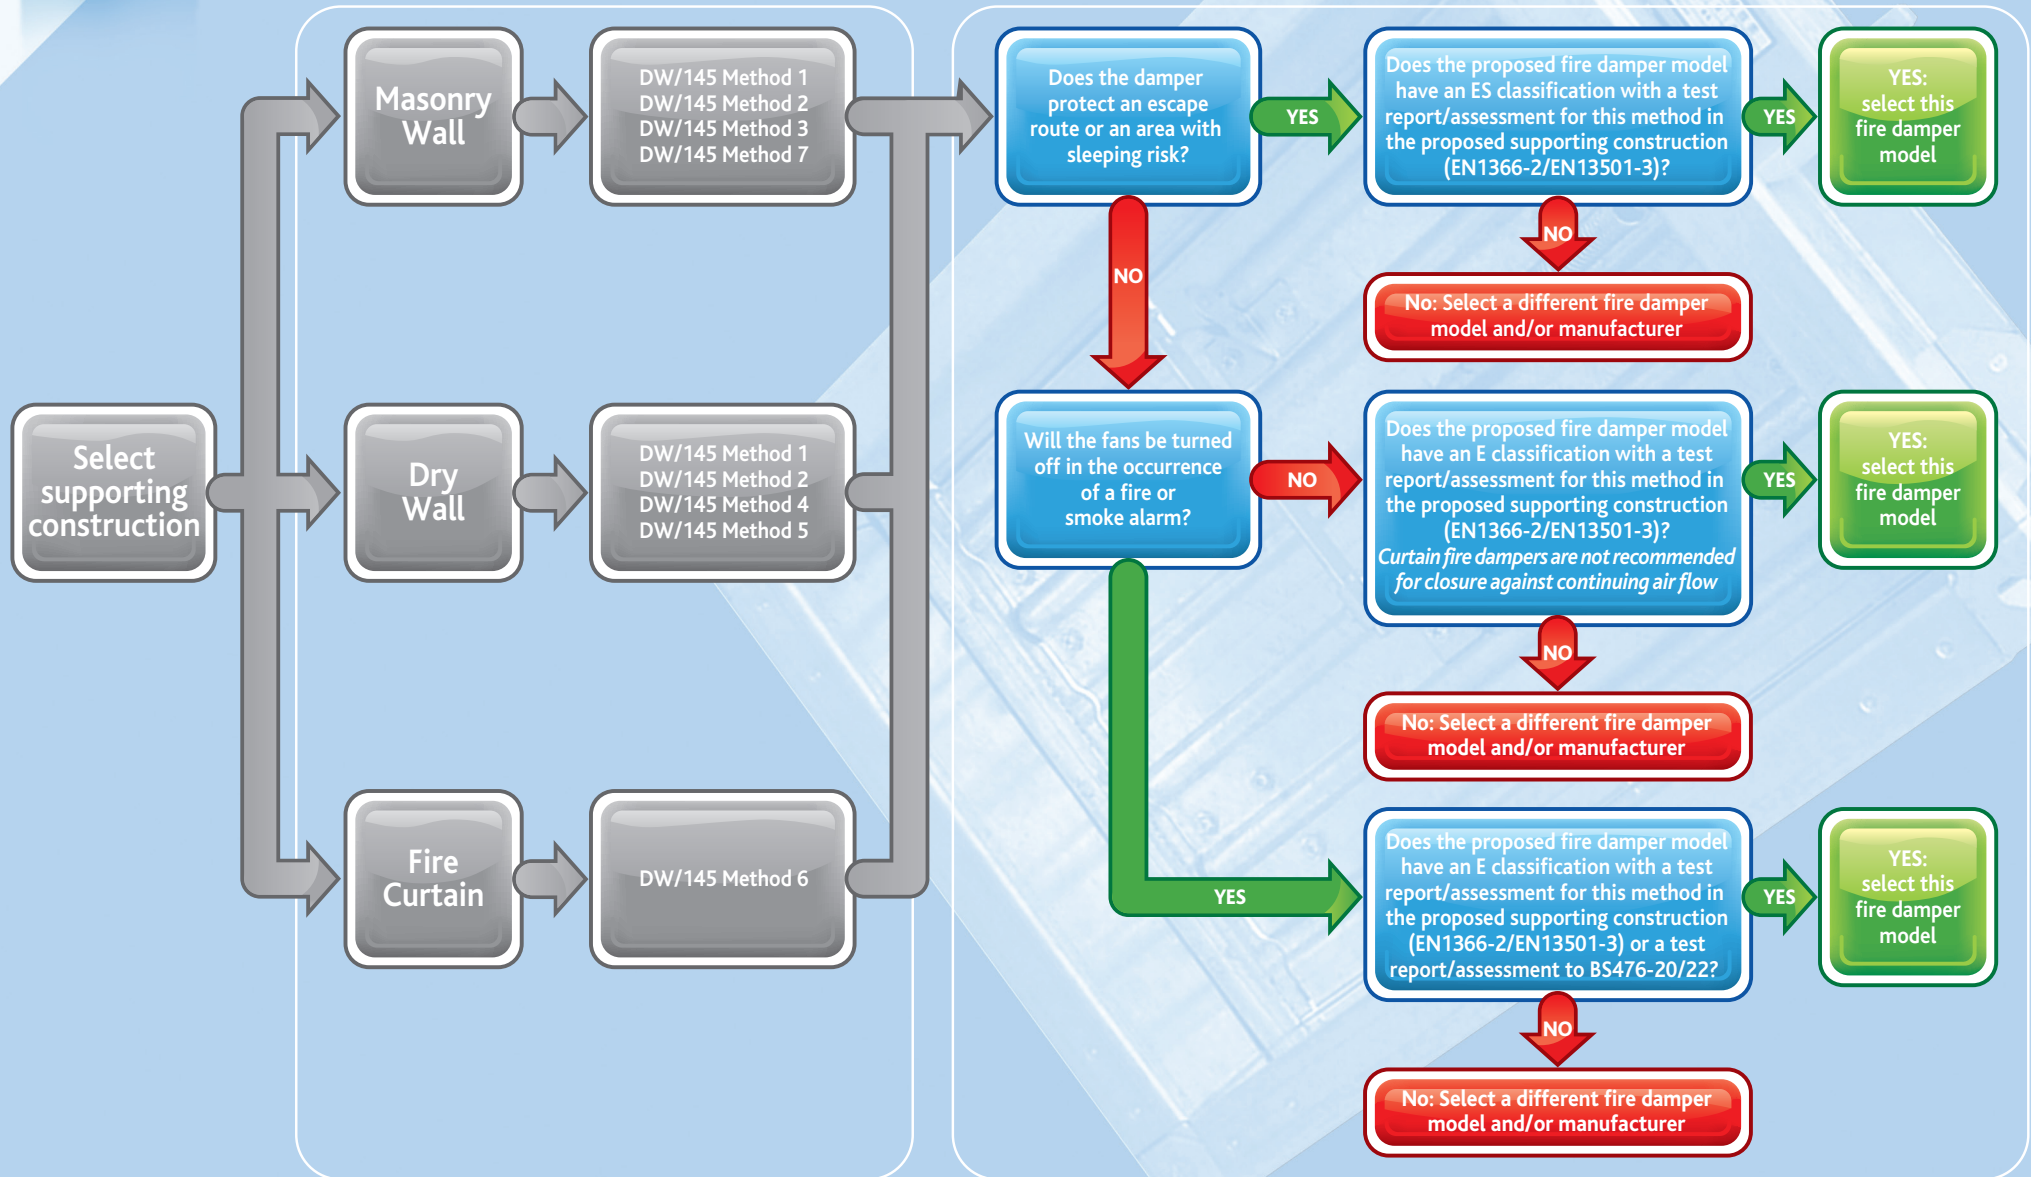 Select
supporting
construction
Masonry
Wall
DW/145 Method 1
DW/145 Method 2
DW/145 Method 3
DW/145 Method 7
Dry
Wall
DW/145 Method 1
DW/145 Method 2
DW/145 Method 4
DW/145 Method 5
Fire
Curtain
DW/145 Method 6
Does the damper
protect an escape
route or an area with
sleeping risk?
YES
Does the proposed fire damper model
have an ES classification with a test
report/assessment for this method in
the proposed supporting construction
(EN1366-2/EN13501-3)?
YES
YES:
select this
fire damper
model
NO
No: Select a different fire damper
model and/or manufacturer
NO
Will the fans be turned
off in the occurrence
of a fire or
smoke alarm?
NO
Does the proposed fire damper model
have an E classification with a test
report/assessment for this method in
the proposed supporting construction
(EN1366-2/EN13501-3)?
Curtain fire dampers are not recommended
for closure against continuing air flow
YES
YES:
select this
fire damper
model
NO
No: Select a different fire damper
model and/or manufacturer
YES
Does the proposed fire damper model
have an E classification with a test
report/assessment for this method in
the proposed supporting construction
(EN1366-2/EN13501-3) or a test
report/assessment to BS476-20/22?
YES
YES:
select this
fire damper
model
NO
No: Select a different fire damper
model and/or manufacturer